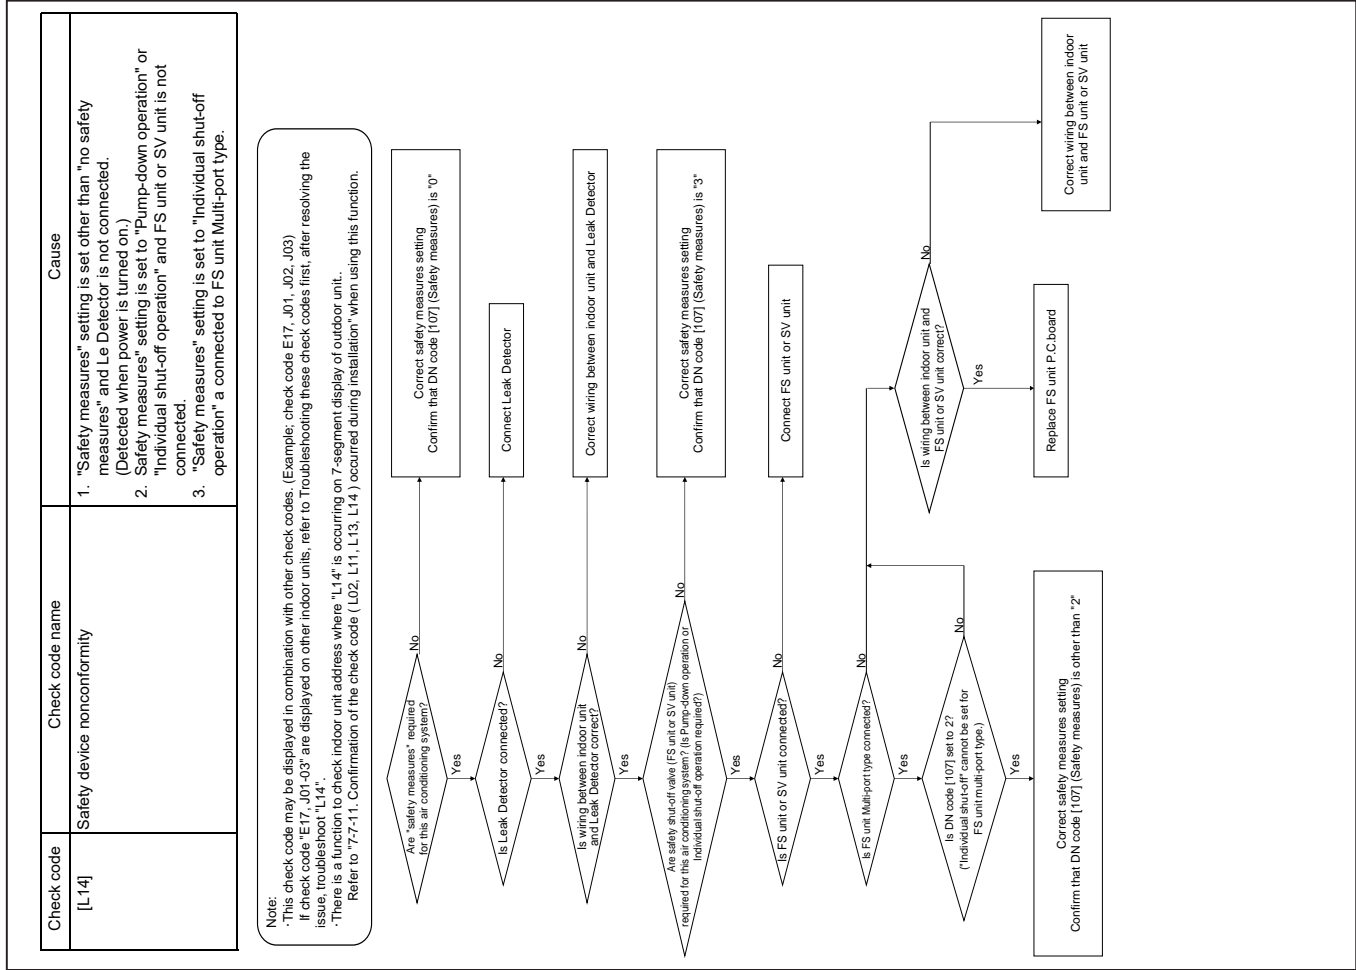 Check code
Check code name
Cause
[L14]
Safety device nonconformity
1. "Safety measures" setting is set other than "no safety
measures" and Le Detector is not connected.
(Detected when power is turned on.)
2. Safety measures" setting is set to "Pump-down operation" or
"Individual shut-off operation" and FS unit or SV unit is not
connected.
3. "Safety measures" setting is set to "Individual shut-off
operation" a connected to FS unit Multi-port type.
Note:
·This check code may be displayed in combination with other check codes. (Example; check code E17, J01, J02, J03)
If check code "E17, J01-03" are displayed on other indoor units, refer to Troubleshooting these check codes first, after resolving the
issue, troubleshoot "L14".
·There is a function to check indoor unit address where "L14" is occurring on 7-segment display of outdoor unit..
Refer to "7-7-11. Confirmation of the check code ( L02, L11, L13, L14 ) occurred during installation" when using this function.
Are "safety measures" required
for this air conditioning system?
No
Correct safety measures setting
Confirm that DN code [107] (Safety measures) is "0"
Yes
Is Leak Detector connected?
No
Connect Leak Detector
Yes
Is wiring between indoor unit
and Leak Detector correct?
No
Correct wiring between indoor unit and Leak Detector
Yes
Are safety shut-off valve (FS unit or SV unit)
required for this air conditioning system? (Is Pump-down operation or
Individual shut-off operation required?)
No
Correct safety measures setting
Confirm that DN code [107] (Safety measures) is "3"
Yes
Is FS unit or SV unit connected?
No
Connect FS unit or SV unit
Yes
Is FS unit Multi-port type connected?
No
Yes
Is DN code [107] set to 2?
("Individual shut-off" cannot be set for
FS unit multi-port type.)
No
Yes
Correct safety measures setting
Confirm that DN code [107] (Safety measures) is other than "2"
Is wiring between indoor unit and
FS unit or SV unit correct?
No
Yes
Replace FS unit P.C.board
Correct wiring between indoor
unit and FS unit or SV unit